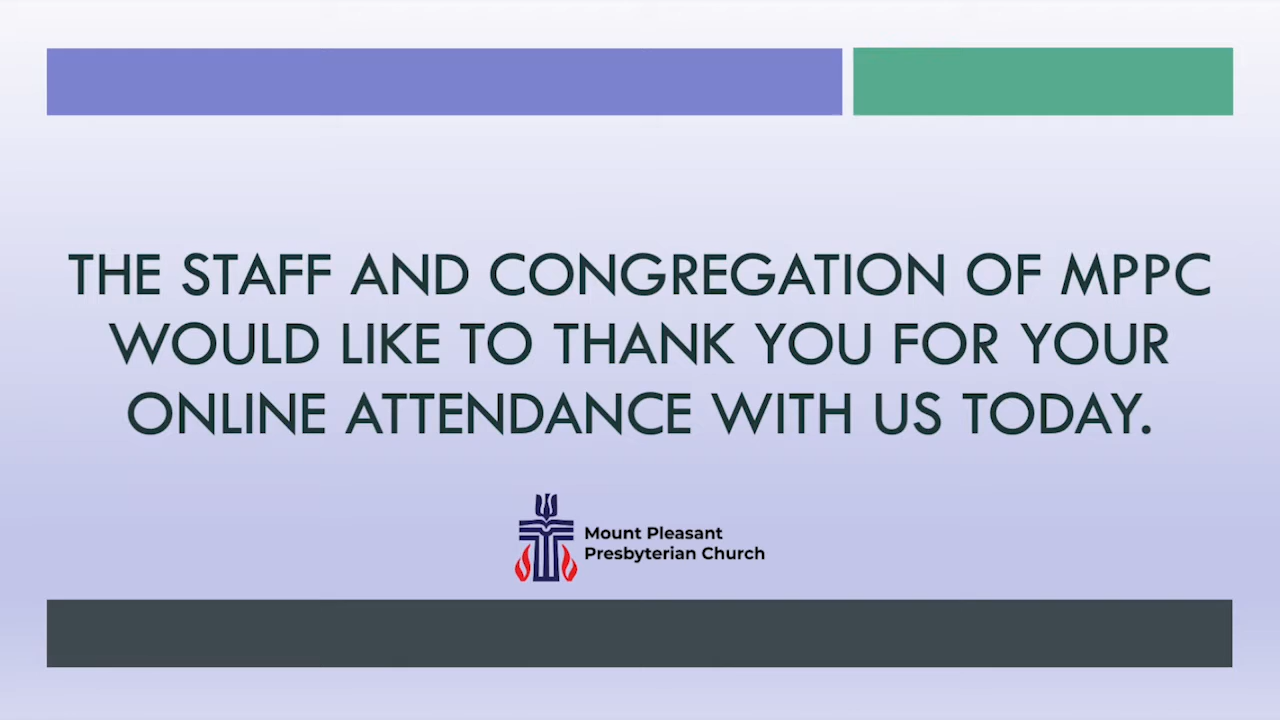 THE STAFF AND CONGREGATION OF MPPC
WOULD LIKE TO THANK YOU FOR YOUR
ONLINE ATTENDANCE WITH US TODAY.
Mount Pleasant
Presbyterian Church